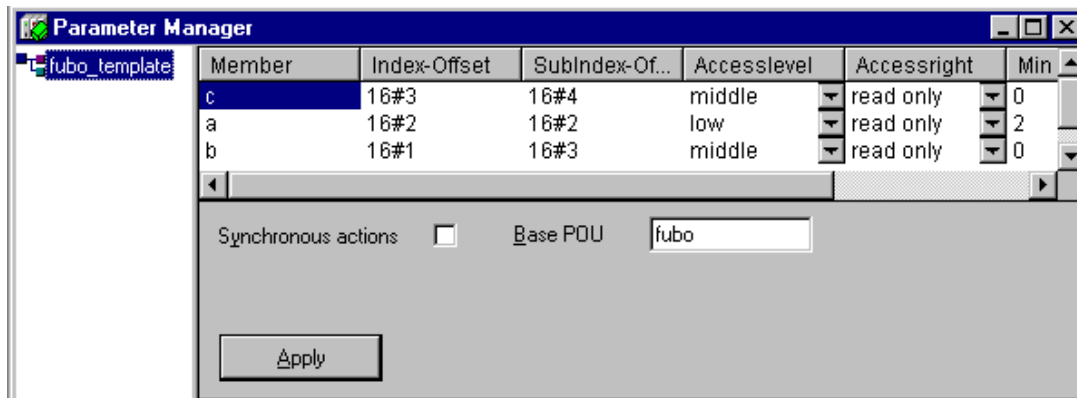 Parameter Manager
fubo_template
Member Index-Offset SubIndex-Of... Accesslevel Accessright Min
c 16#3 16#4 middle read only 0
a 16#2 16#2 low read only 2
b 16#1 16#3 middle read only 0
Synchronous actions Base POU fubo
Apply